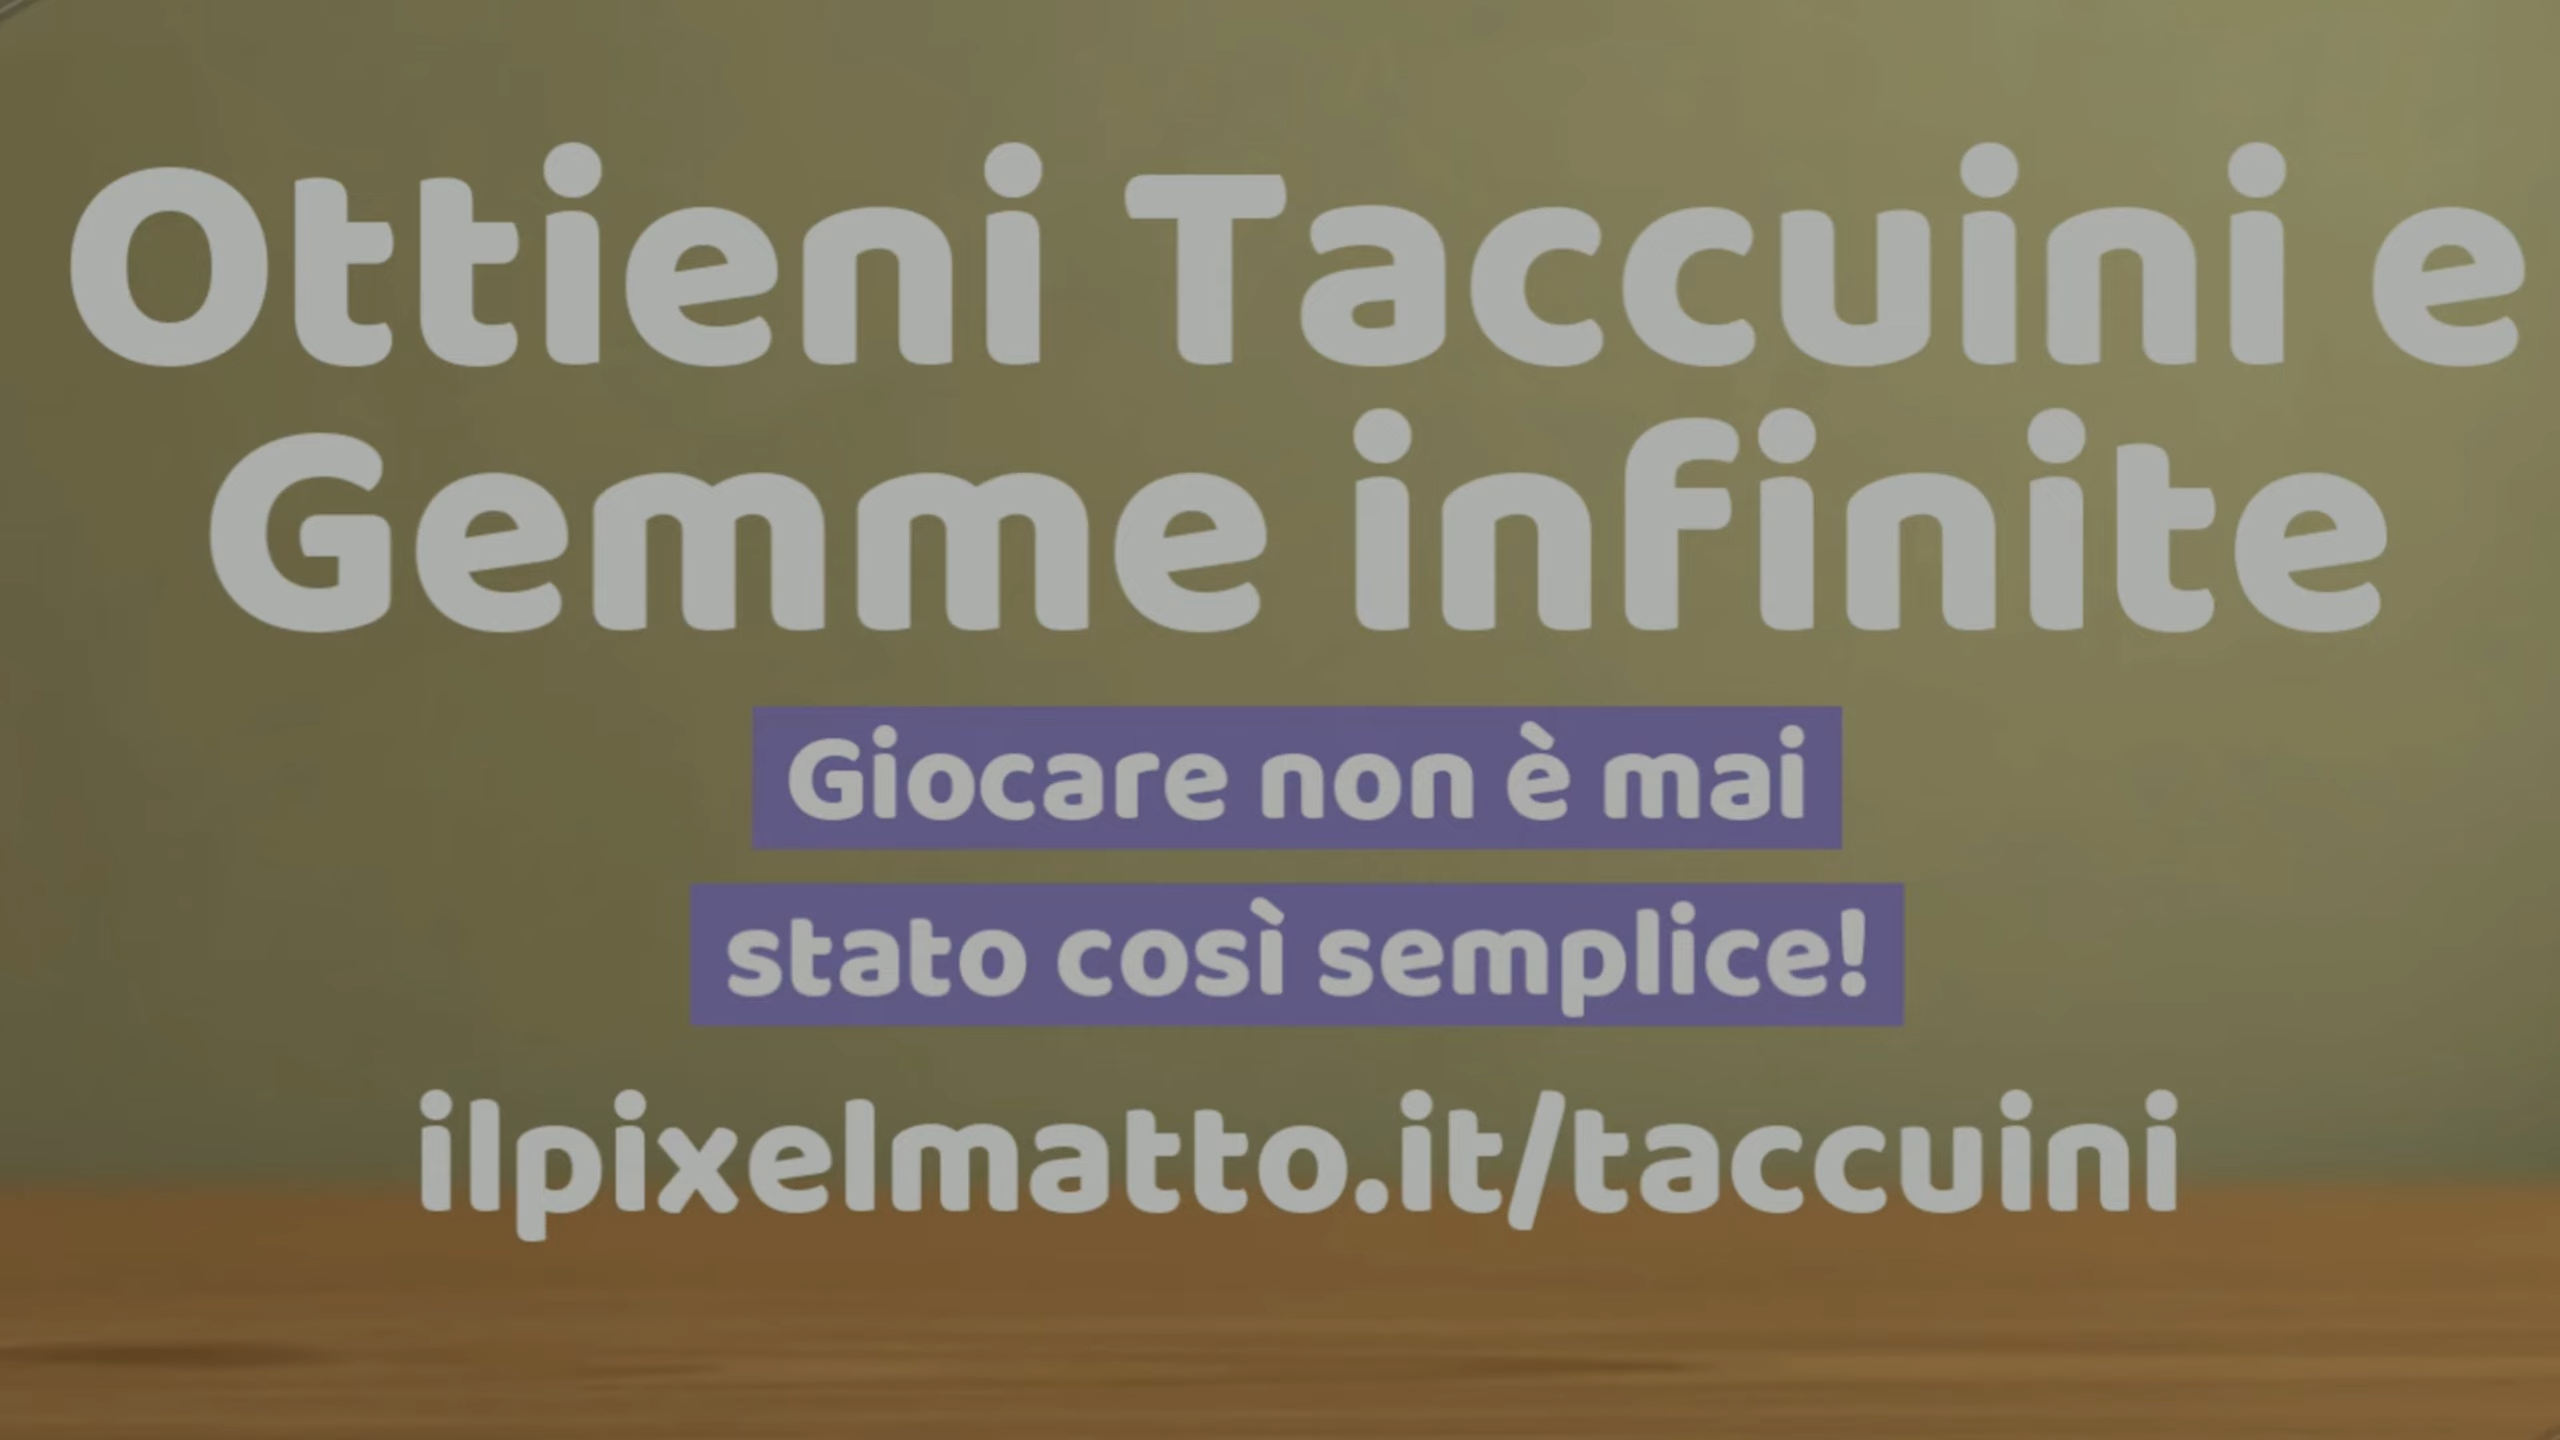 Ottieni Taccuini e
Gemme infinite
Giocare non è mai
stato così semplice!
ilpixelmatto.it/taccuini